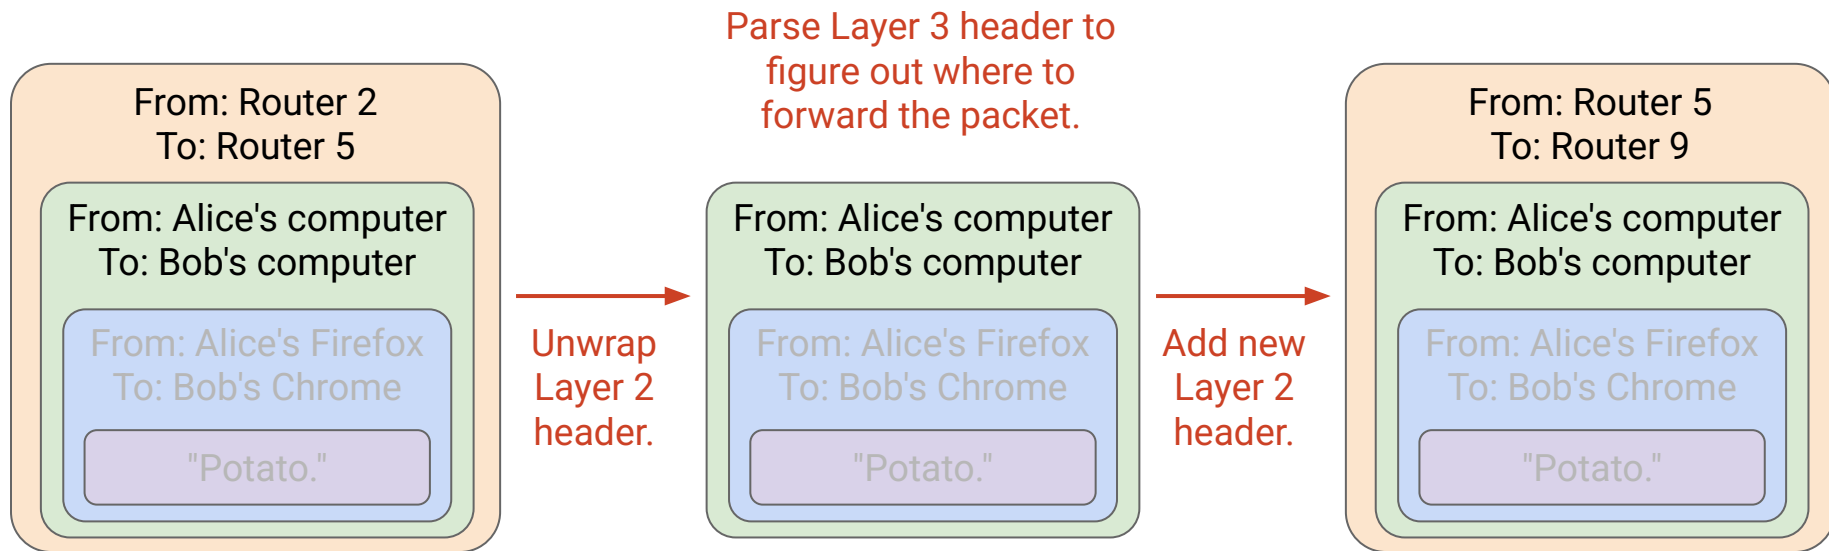 Parse Layer 3 header to
figure out where to
forward the packet.
From: Router 2
To: Router 5
From: Alice's computer
To: Bob's computer
From: Alice's Firefox
To: Bob's Chrome
"Potato."
Unwrap
Layer 2
header.
From: Alice's computer
To: Bob's computer
From: Alice's Firefox
To: Bob's Chrome
"Potato."
Add new
Layer 2
header.
From: Router 5
To: Router 9
From: Alice's computer
To: Bob's computer
From: Alice's Firefox
To: Bob's Chrome
"Potato."